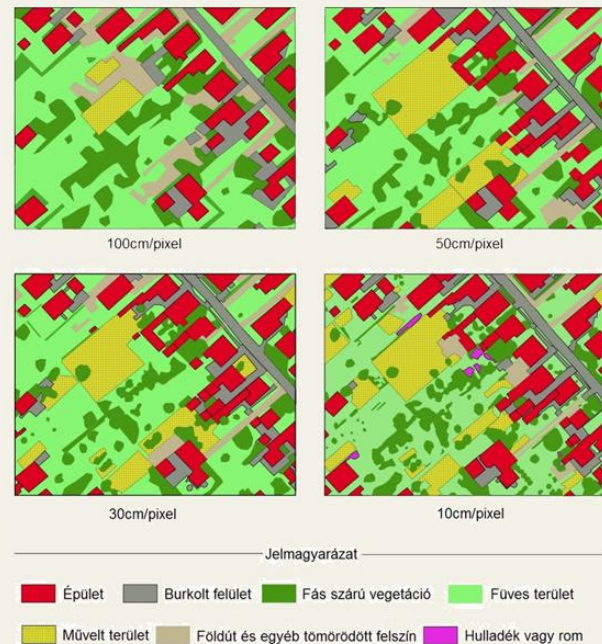 100cm/pixel 50cm/pixel
30cm/pixel 10cm/pixel
Jelmagyarázat
Épület Burkolt felület Fás szárú vegetáció Füves terület
Művelt terület Földút és egyéb tömörödött felszín Hulladék vagy rom